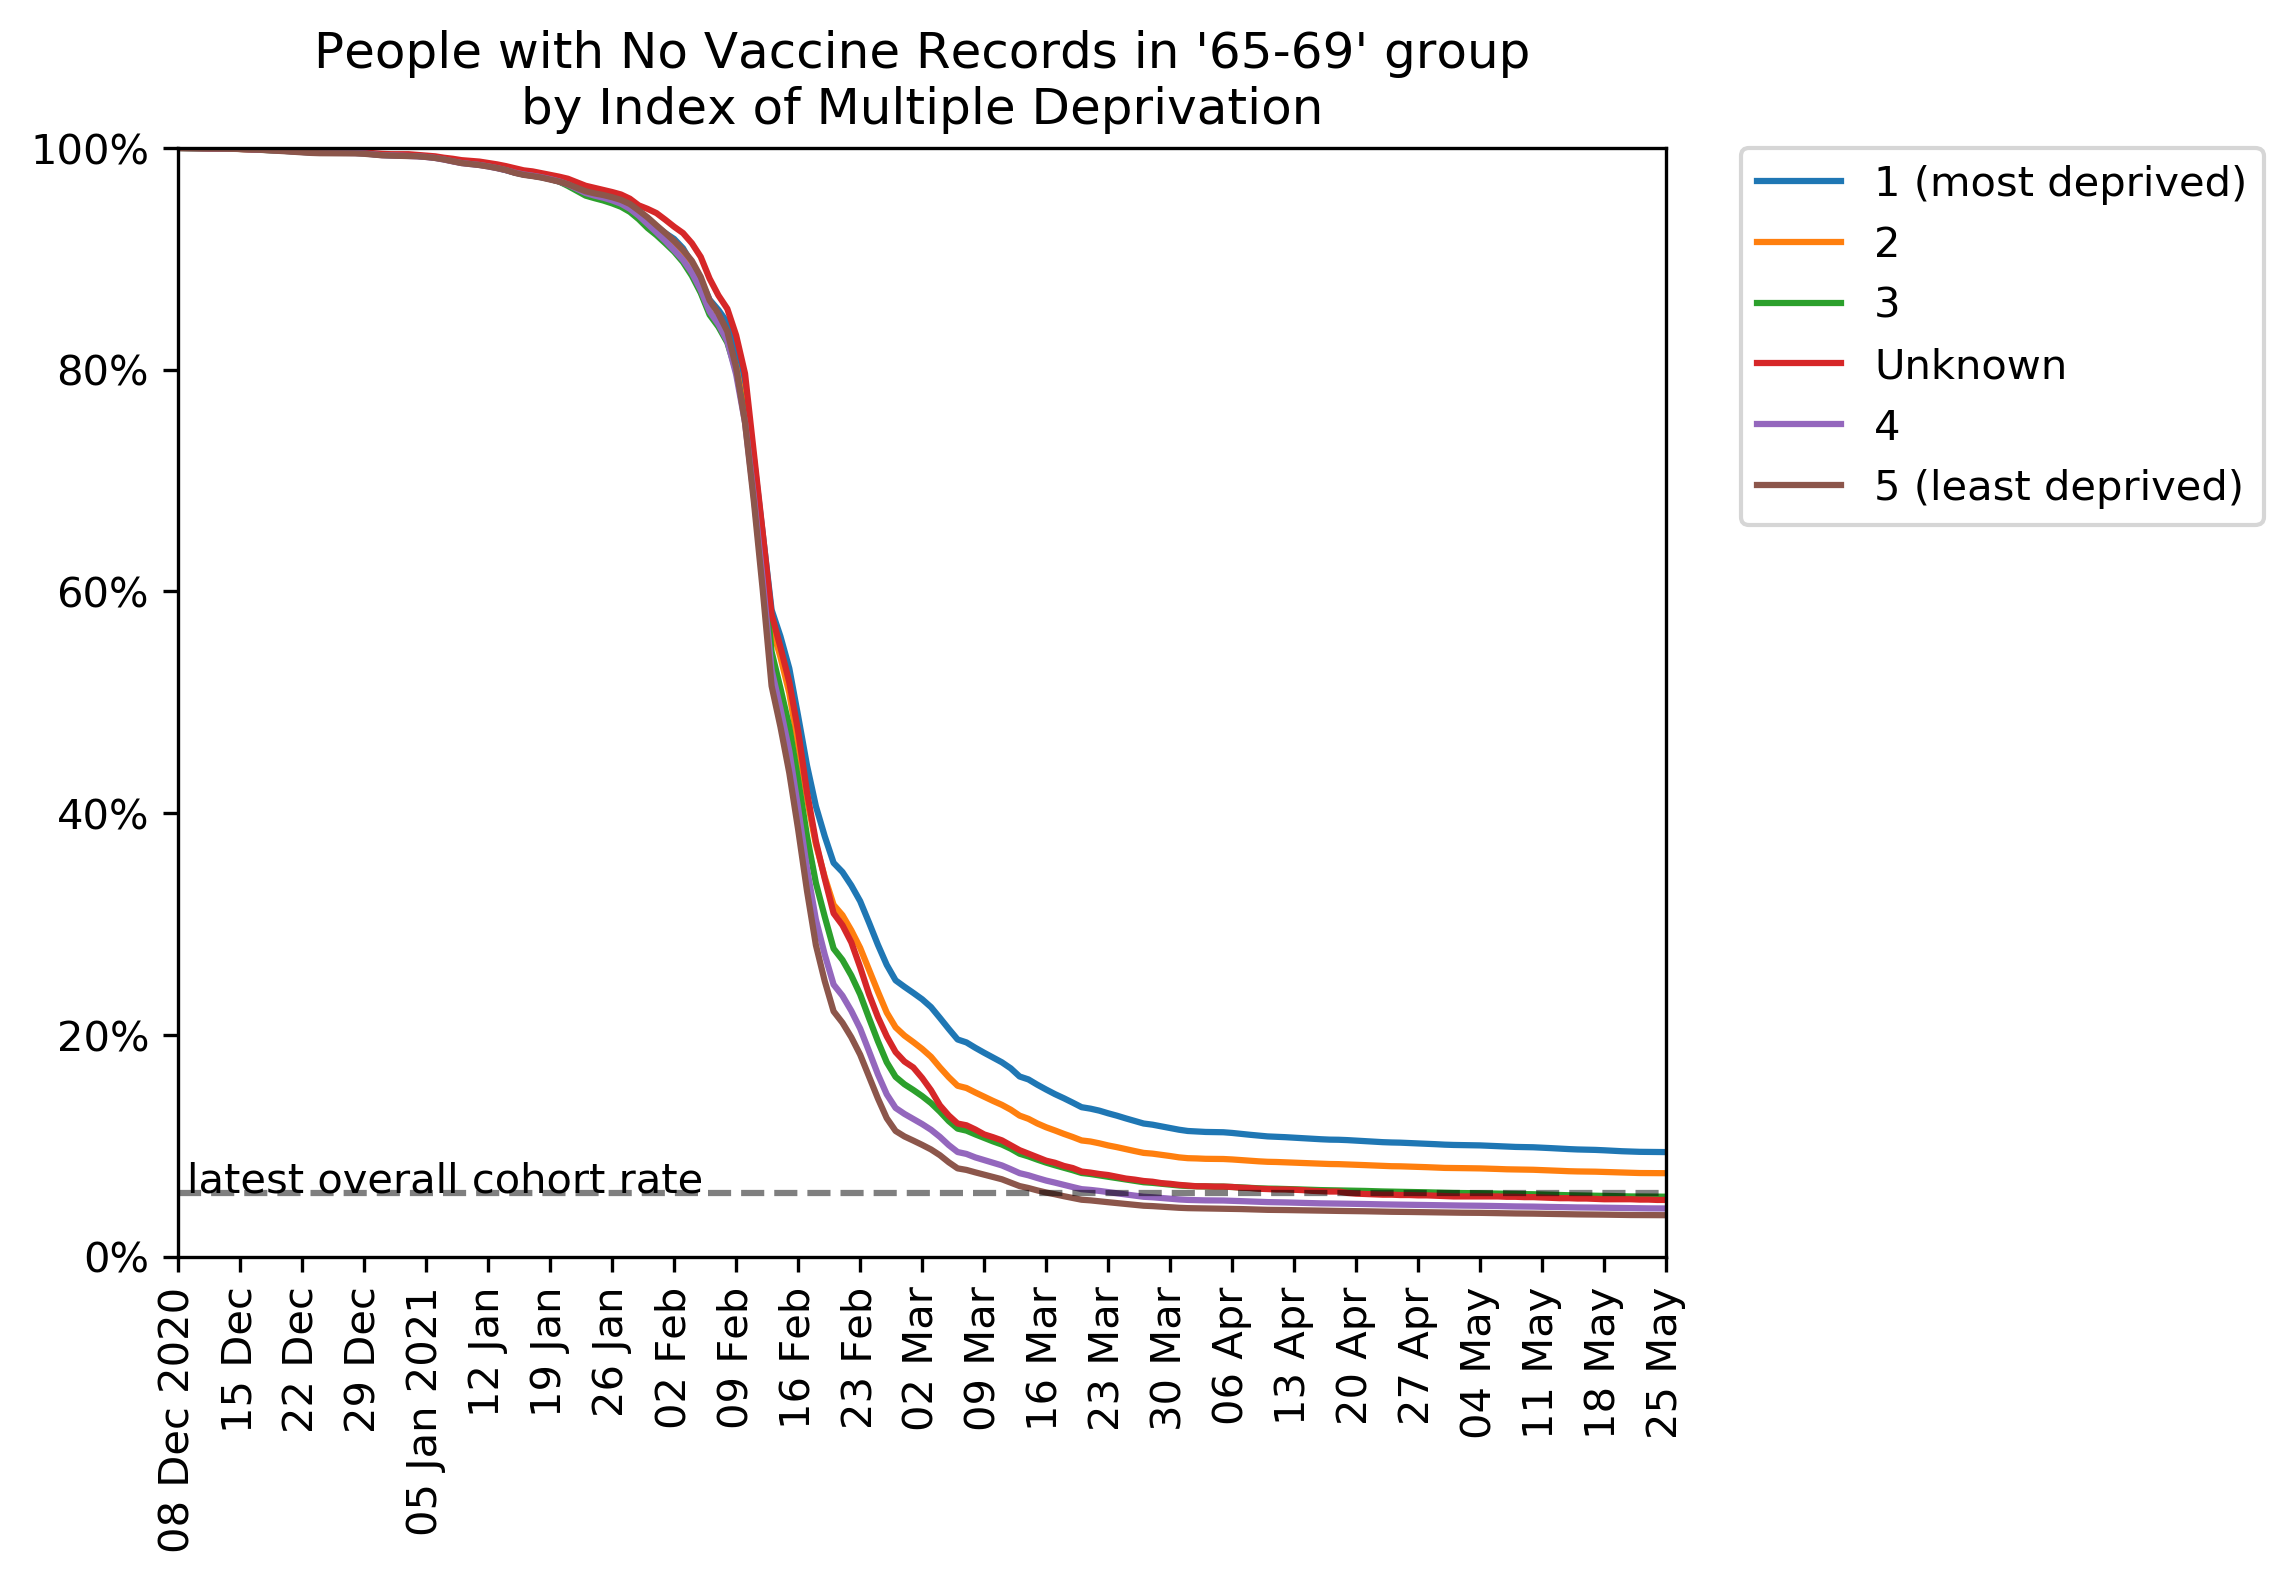 People with No Vaccine Records in '65-69' group
by Index of Multiple Deprivation
100%
80%
60%
40%
20%
0%
latest overall cohort rate
08 Dec 2020
15 Dec
22 Dec
29 Dec
05 Jan 2021
12 Jan
19 Jan
26 Jan
02 Feb
09 Feb
16 Feb
23 Feb
02 Mar
09 Mar
16 Mar
23 Mar
30 Mar
06 Apr
13 Apr
20 Apr
27 Apr
04 May
11 May
18 May
25 May
1 (most deprived)
2
3
Unknown
4
5 (least deprived)